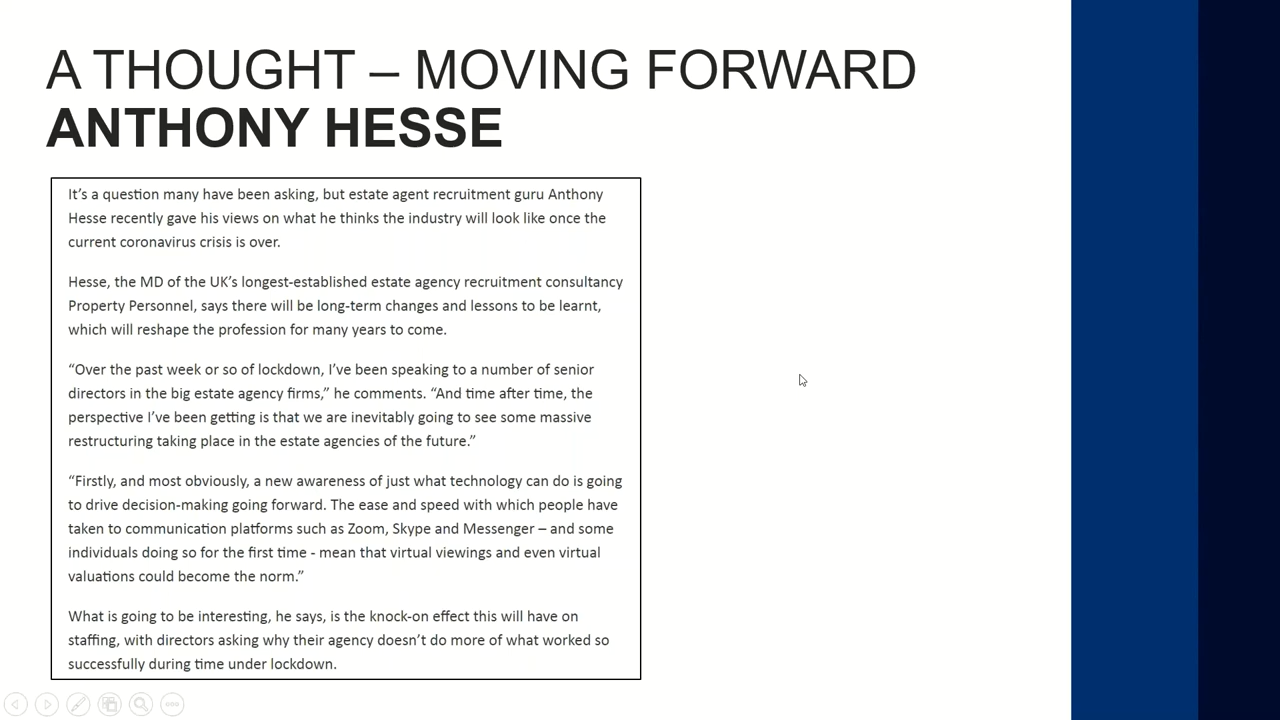 A THOUGHT – MOVING FORWARD
ANTHONY HESSE
It’s a question many have been asking, but estate agent recruitment guru Anthony
Hesse recently gave his views on what he thinks the industry will look like once the
current coronavirus crisis is over.
Hesse, the MD of the UK’s longest-established estate agency recruitment consultancy
Property Personnel, says there will be long-term changes and lessons to be learnt,
which will reshape the profession for many years to come.
“Over the past week or so of lockdown, I’ve been speaking to a number of senior
directors in the big estate agency firms,” he comments. “And time after time, the
perspective I’ve been getting is that we are inevitably going to see some massive
restructuring taking place in the estate agencies of the future.”
“Firstly, and most obviously, a new awareness of just what technology can do is going
to drive decision-making going forward. The ease and speed with which people have
taken to communication platforms such as Zoom, Skype and Messenger – and some
individuals doing so for the first time - mean that virtual viewings and even virtual
valuations could become the norm.”
What is going to be interesting, he says, is the knock-on effect this will have on
staffing, with directors asking why their agency doesn’t do more of what worked so
successfully during time under lockdown.